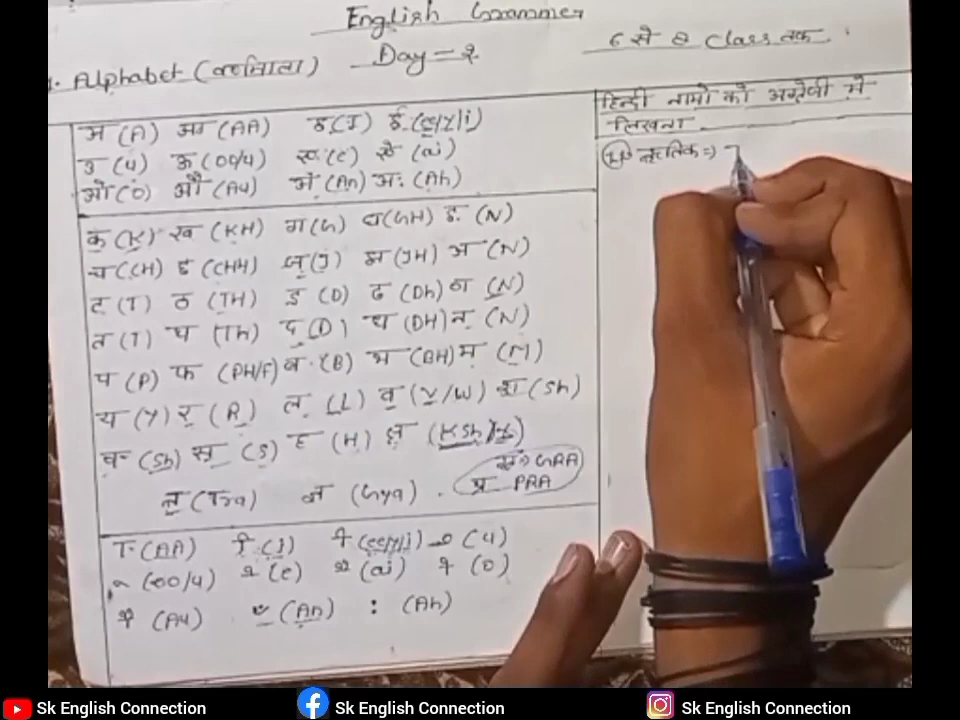 English Grammer
1. Alphabet (वर्णमाला) Day = 2 6 से 8 Class तक
अ (A) आ (AA) इ (I) ई (ee/Y/i)
उ (u) ऊ (oo/u) ए (e) ऐ (ai)
ओ (o) औ (Au) अं (An) अः (Ah)
क (K) ख (KH) ग (G) घ (GH) ङ (N)
च (CH) छ (CHH) ज (J) झ (JH) ञ (N)
ट (T) ठ (TH) ड (D) ढ (Dh) ण (N)
त (T) थ (Th) द (D) ध (DH) न (N)
प (P) फ (PH/F) ब (B) भ (BH) म (M)
य (Y) र (R) ल (L) व (V/W) श (Sh)
ष (Sh) स (S) ह (H) क्ष (Ksh/X)
त्र (Tra) ज्ञ (Gya)
GRA
प्र PRA
ा (AA) ि (i) ी (ee/Y/i) ु (u)
ू (oo/u) े (e) ै (ai) ो (o)
ौ (Au) ँ (An) : (Ah)
हिन्दी नामो को अंग्रेजी मे
लिखना
(1) ऋतिक =>
Sk English Connection Sk English Connection SK English Connection